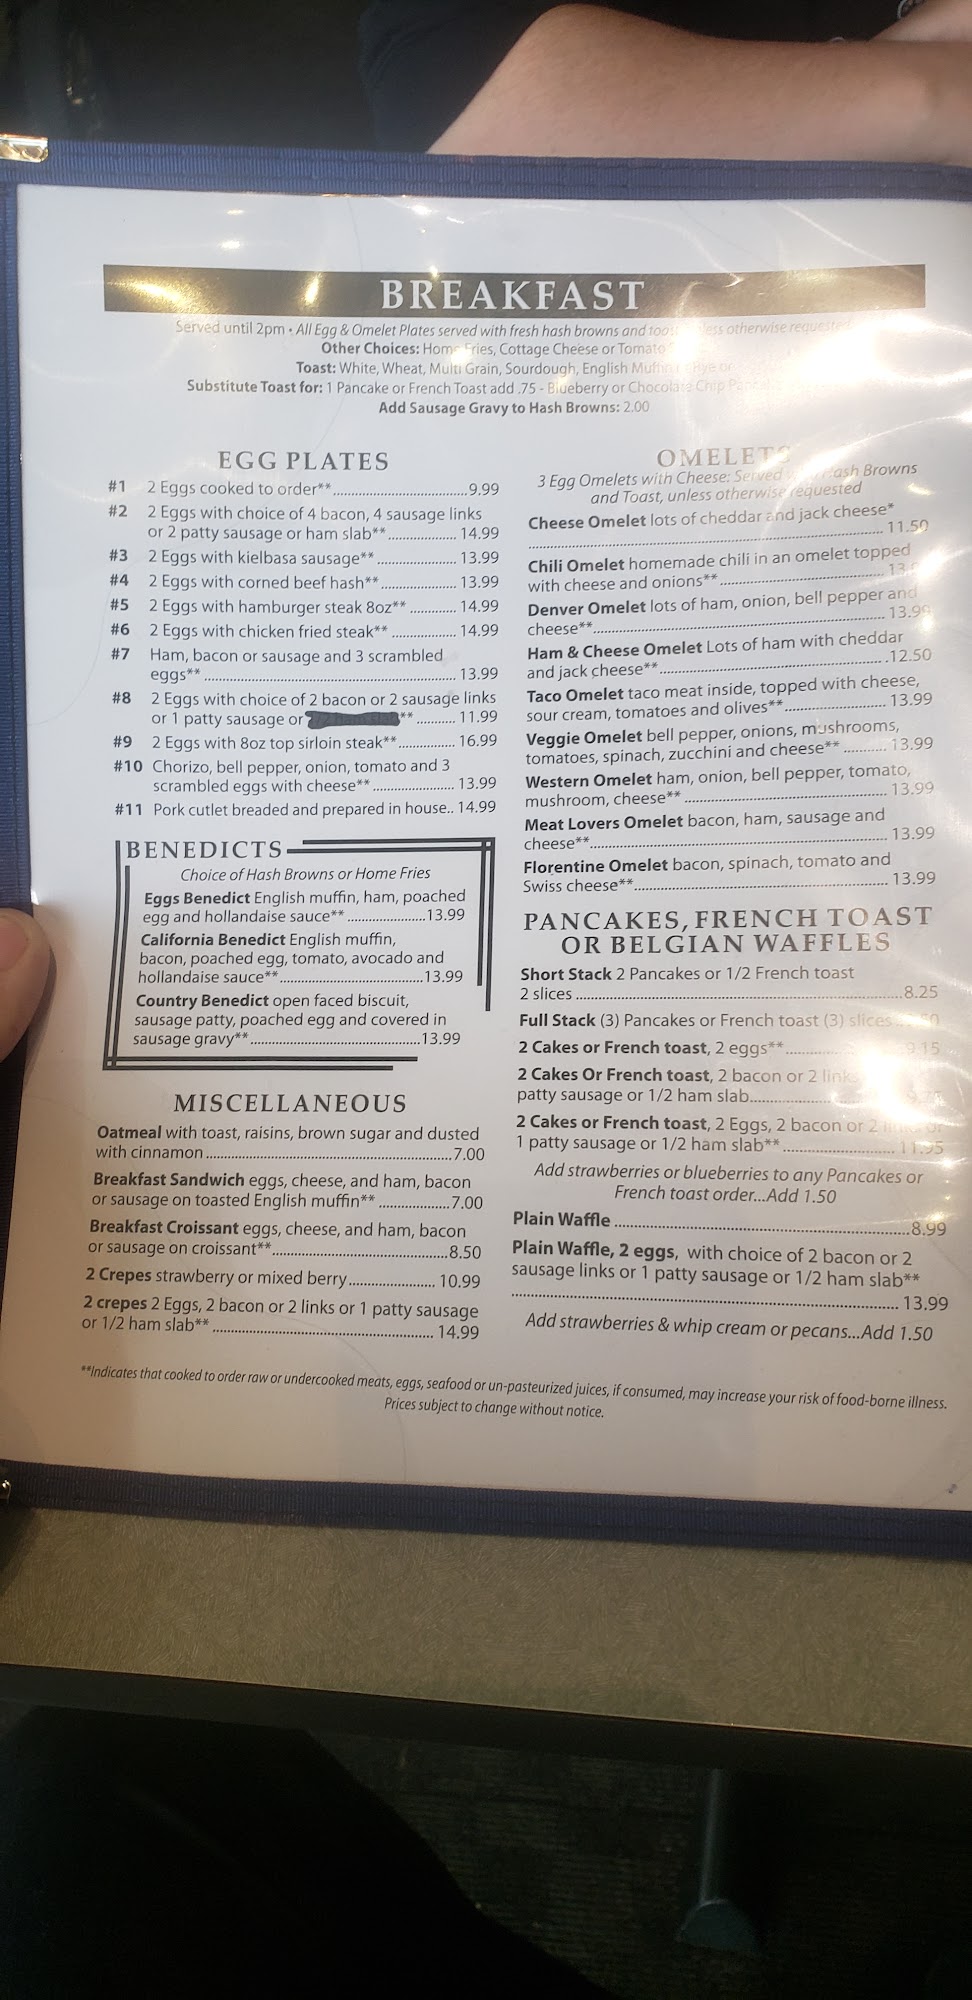 BREAKFAST
Served until 2pm • All Egg & Omelet Plates served with fresh hash browns and toast unless otherwise requested
Other Choices: Home Fries, Cottage Cheese or Tomato
Toast: White, Wheat, Multi Grain, Sourdough, English Muffin Rye or
Substitute Toast for: 1 Pancake or French Toast add .75 - Blueberry or Chocolate Chip
Add Sausage Gravy to Hash Browns: 2.00
EGG PLATES
#1 2 Eggs cooked to order**..............................9.99
#2 2 Eggs with choice of 4 bacon, 4 sausage links
or 2 patty sausage or ham slab**................. 14.99
#3 2 Eggs with kielbasa sausage**.................... 13.99
#4 2 Eggs with corned beef hash**................... 13.99
#5 2 Eggs with hamburger steak 8oz** ............ 14.99
#6 2 Eggs with chicken fried steak** ................ 14.99
#7 Ham, bacon or sausage and 3 scrambled
eggs** .............................................................. 13.99
#8 2 Eggs with choice of 2 bacon or 2 sausage links
or 1 patty sausage or ** .......... 11.99
#9 2 Eggs with 8oz top sirloin steak**.............. 16.99
#10 Chorizo, bell pepper, onion, tomato and 3
scrambled eggs with cheese** .................... 13.99
#11 Pork cutlet breaded and prepared in house.. 14.99
BENEDICTS
Choice of Hash Browns or Home Fries
Eggs Benedict English muffin, ham, poached
egg and hollandaise sauce** ...................13.99
California Benedict English muffin,
bacon, poached egg, tomato, avocado and
hollandaise sauce**...................................13.99
Country Benedict open faced biscuit,
sausage patty, poached egg and covered in
sausage gravy**..........................................13.99
MISCELLANEOUS
Oatmeal with toast, raisins, brown sugar and dusted
with cinnamon ............................................................7.00
Breakfast Sandwich eggs, cheese, and ham, bacon
or sausage on toasted English muffin** .................7.00
Breakfast Croissant eggs, cheese, and ham, bacon
or sausage on croissant**...........................................8.50
2 Crepes strawberry or mixed berry..................... 10.99
2 crepes 2 Eggs, 2 bacon or 2 links or 1 patty sausage
or 1/2 ham slab** ...................................................... 14.99
OMELETS
3 Egg Omelets with Cheese: Served with Hash Browns
and Toast, unless otherwise requested
Cheese Omelet lots of cheddar and jack cheese*
........................................................................................ 11.50
Chili Omelet homemade chili in an omelet topped
with cheese and onions** ........................................
Denver Omelet lots of ham, onion, bell pepper and
cheese**....................................................................... 13.99
Ham & Cheese Omelet Lots of ham with cheddar
and jack cheese**.......................................................12.50
Taco Omelet taco meat inside, topped with cheese,
sour cream, tomatoes and olives**........................ 13.99
Veggie Omelet bell pepper, onions, mushrooms,
tomatoes, spinach, zucchini and cheese** .......... 13.99
Western Omelet ham, onion, bell pepper, tomato,
mushroom, cheese** ................................................ 13.99
Meat Lovers Omelet bacon, ham, sausage and
cheese**....................................................................... 13.99
Florentine Omelet bacon, spinach, tomato and
Swiss cheese**............................................................ 13.99
PANCAKES, FRENCH TOAST
OR BELGIAN WAFFLES
Short Stack 2 Pancakes or 1/2 French toast
2 slices ..............................................................................8.25
Full Stack (3) Pancakes or French toast (3) slices
2 Cakes or French toast, 2 eggs**........................... 9.15
2 Cakes Or French toast, 2 bacon or 2 links
patty sausage or 1/2 ham slab.....................................
2 Cakes or French toast, 2 Eggs, 2 bacon or 2 links or
1 patty sausage or 1/2 ham slab** .......................... 11.95
Add strawberries or blueberries to any Pancakes or
French toast order...Add 1.50
Plain Waffle .....................................................................8.99
Plain Waffle, 2 eggs, with choice of 2 bacon or 2
sausage links or 1 patty sausage or 1/2 ham slab**
............................................................................................. 13.99
Add strawberries & whip cream or pecans...Add 1.50
**Indicates that cooked to order raw or undercooked meats, eggs, seafood or un-pasteurized juices, if consumed, may increase your risk of food-borne illness.
Prices subject to change without notice.